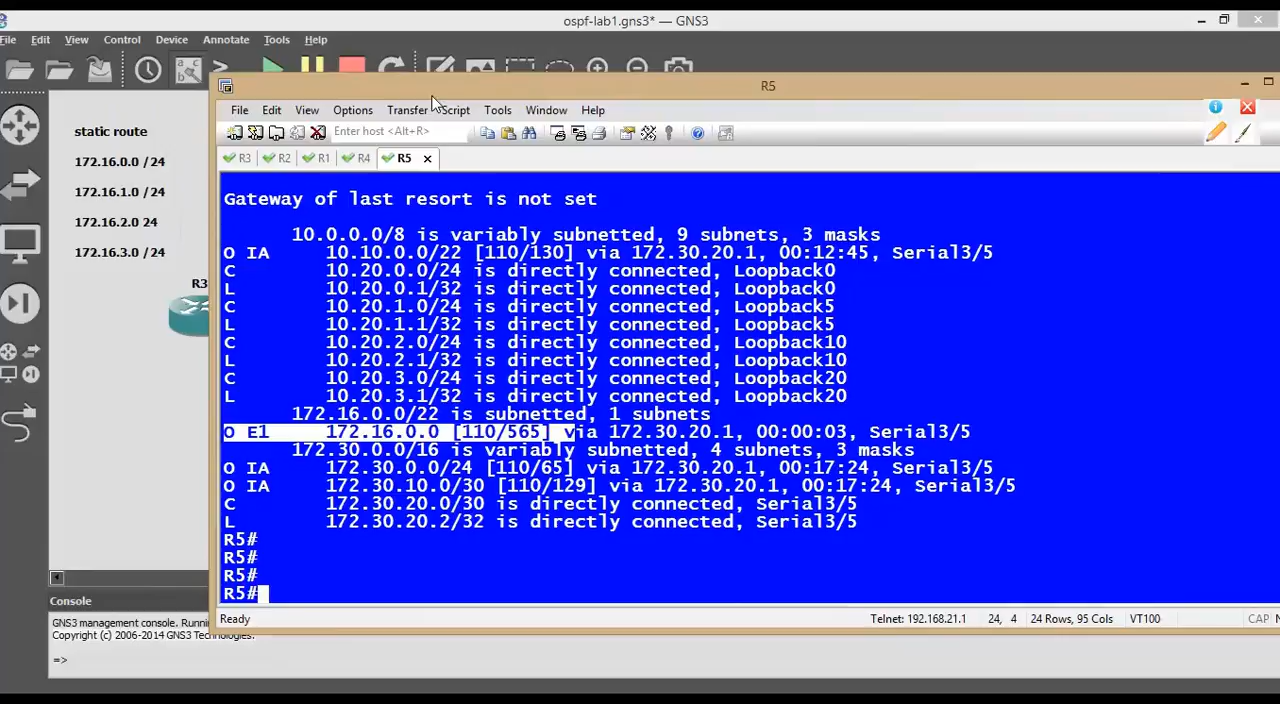 ospf-lab1.gns3* — GNS3
File Edit View Control Device Annotate Tools Help
R5
File Edit View Options Transfer Script Tools Window Help
Enter host <Alt+R>
R3 R2 R1 R4 R5
static route
172.16.0.0 /24
172.16.1.0 /24
172.16.2.0 24
172.16.3.0 /24
R3
Gateway of last resort is not set
10.0.0.0/8 is variably subnetted, 9 subnets, 3 masks
O IA 10.10.0.0/22 [110/130] via 172.30.20.1, 00:12:45, Serial3/5
C 10.20.0.0/24 is directly connected, Loopback0
L 10.20.0.1/32 is directly connected, Loopback0
C 10.20.1.0/24 is directly connected, Loopback5
L 10.20.1.1/32 is directly connected, Loopback5
C 10.20.2.0/24 is directly connected, Loopback10
L 10.20.2.1/32 is directly connected, Loopback10
C 10.20.3.0/24 is directly connected, Loopback20
L 10.20.3.1/32 is directly connected, Loopback20
172.16.0.0/22 is subnetted, 1 subnets
O E1 172.16.0.0 [110/565] via 172.30.20.1, 00:00:03, Serial3/5
172.30.0.0/16 is variably subnetted, 4 subnets, 3 masks
O IA 172.30.0.0/24 [110/65] via 172.30.20.1, 00:17:24, Serial3/5
O IA 172.30.10.0/30 [110/129] via 172.30.20.1, 00:17:24, Serial3/5
C 172.30.20.0/30 is directly connected, Serial3/5
L 172.30.20.2/32 is directly connected, Serial3/5
R5#
R5#
R5#
R5#
Ready Telnet: 192.168.21.1 24, 4 24 Rows, 95 Cols VT100 CAP
Console
GNS3 management console.
Copyright (c) 2006-2014 GNS3 Technologies.
=>